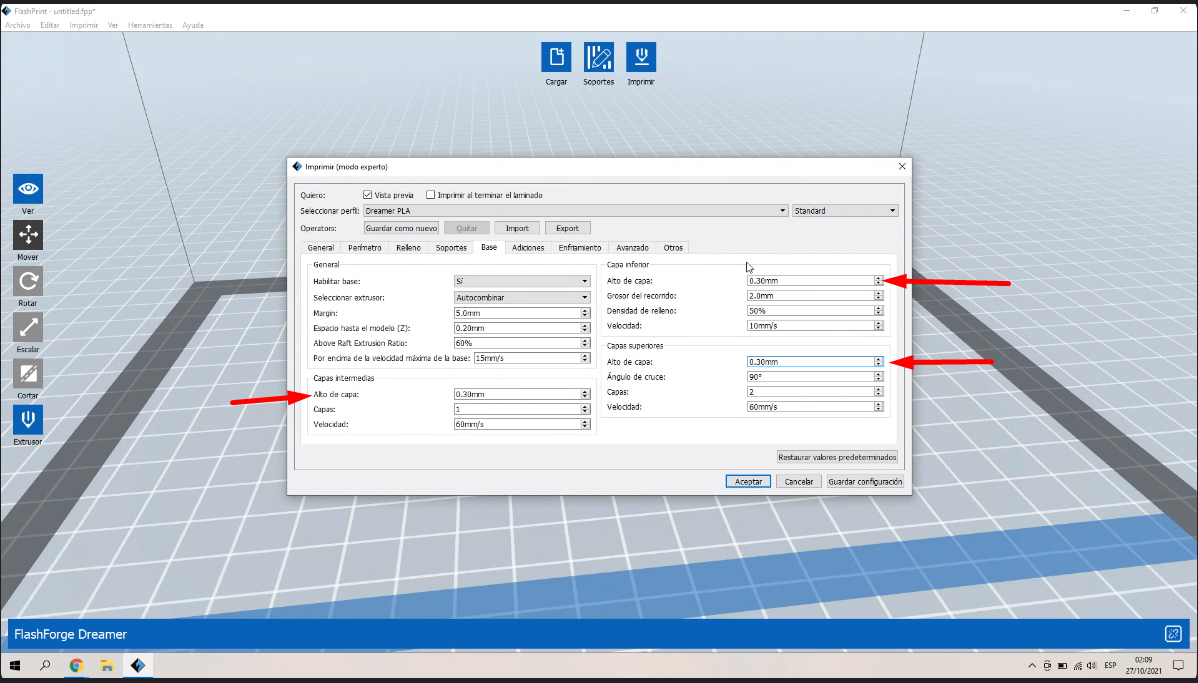 FlashPrint - untitled.fpp*
Archivo Editar Imprimir Ver Herramientas Ayuda
Cargar Soportes Imprimir
Ver
Mover
Rotar
Escalar
Cortar
Extrusor
Imprimir (modo experto)
Quiero: Vista previa Imprimir al terminar el laminado
Seleccionar perfil: Dreamer PLA Standard
Operators: Guardar como nuevo Quitar Import Export
General Perímetro Relleno Soportes Base Adiciones Enfriamiento Avanzado Otros
General
Habilitar base: Sí
Seleccionar extrusor: Autocombinar
Margin: 5.0mm
Espacio hasta el modelo (Z): 0.20mm
Above Raft Extrusion Ratio: 60%
Por encima de la velocidad máxima de la base: 15mm/s
Capas intermedias
Alto de capa: 0.30mm
Capas: 1
Velocidad: 60mm/s
Capa inferior
Alto de capa: 0.30mm
Grosor del recorrido: 2.0mm
Densidad de relleno: 50%
Velocidad: 10mm/s
Capas superiores
Alto de capa: 0.30mm
Ángulo de cruce: 90º
Capas: 2
Velocidad: 60mm/s
Restaurar valores predeterminados
Aceptar Cancelar Guardar configuración
FlashForge Dreamer
ESP
02:09
27/10/2021